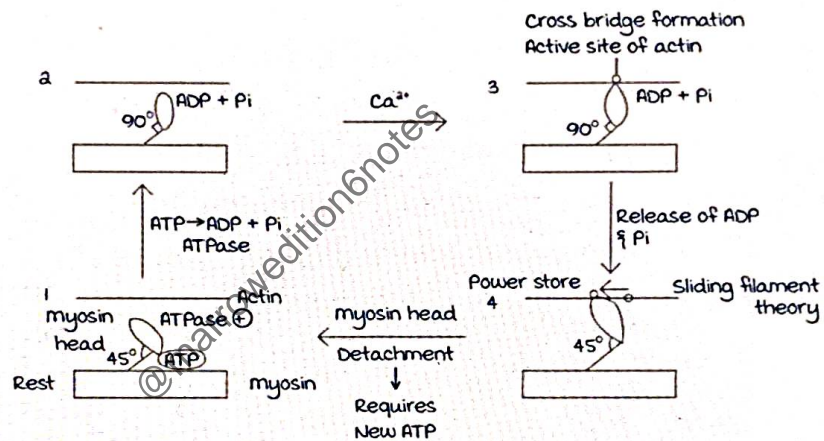 Cross bridge formation
Active site of actin
2
ADP + Pi
90°
Ca²⁺
3
ADP + Pi
90°
ATP→ADP + Pi
ATPase
Release of ADP
& Pi
1
Actin
myosin
head
ATPase +
45°
ATP
Rest
myosin
myosin head
Detachment
Requires
New ATP
Power store
4
Sliding filament
theory
45°
@marrowedition6notes